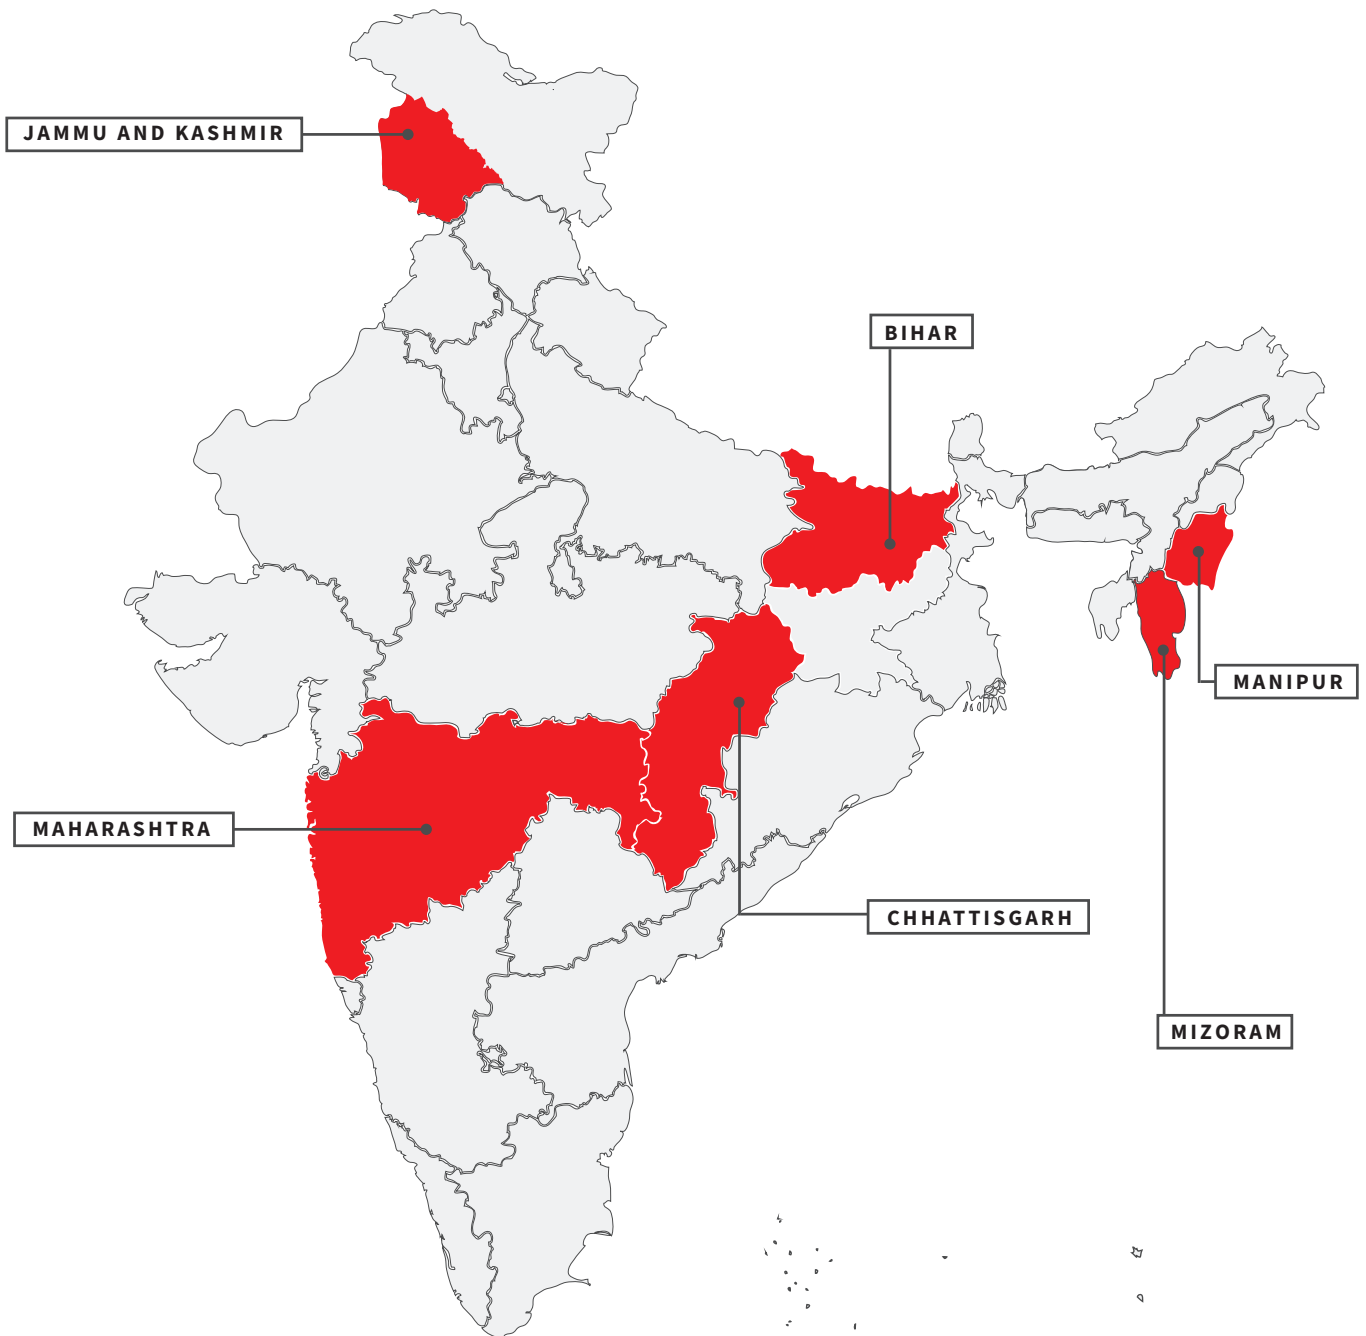 JAMMU AND KASHMIR
BIHAR
MANIPUR
MAHARASHTRA
CHHATTISGARH
MIZORAM